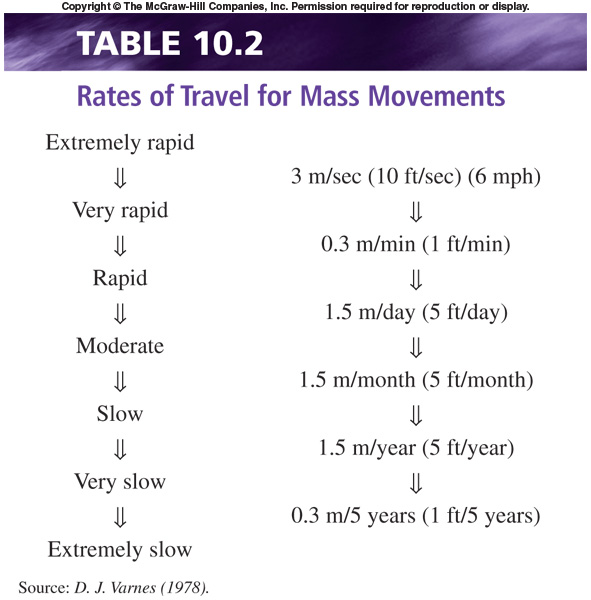 Copyright © The McGraw-Hill Companies, Inc. Permission required for reproduction or display.
TABLE 10.2
Rates of Travel for Mass Movements
Extremely rapid
⇓ 3 m/sec (10 ft/sec) (6 mph)
Very rapid ⇓
⇓ 0.3 m/min (1 ft/min)
Rapid ⇓
⇓ 1.5 m/day (5 ft/day)
Moderate ⇓
⇓ 1.5 m/month (5 ft/month)
Slow ⇓
⇓ 1.5 m/year (5 ft/year)
Very slow ⇓
⇓ 0.3 m/5 years (1 ft/5 years)
Extremely slow
Source: D. J. Varnes (1978).